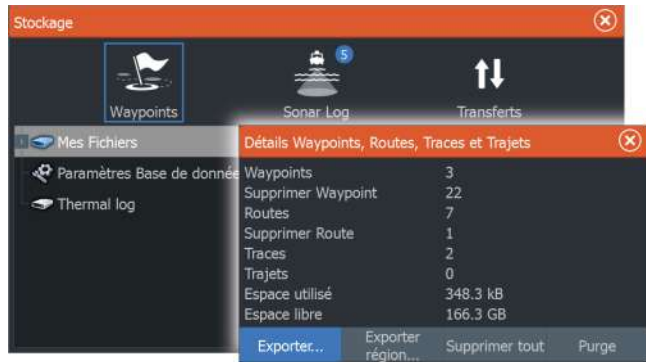 Stockage
5
Waypoints Sonar Log Transferts
Mes Fichiers
Paramètres Base de donnée
Thermal log
Détails Waypoints, Routes, Traces et Trajets
Waypoints 3
Supprimer Waypoint 22
Routes 7
Supprimer Route 1
Traces 2
Trajets 0
Espace utilisé 348.3 kB
Espace libre 166.3 GB
Exporter... Exporter région... Supprimer tout Purge